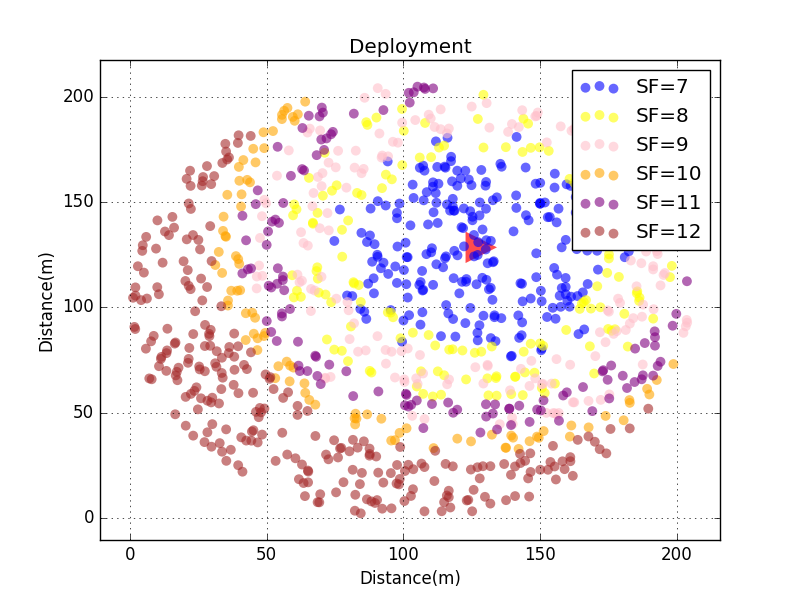 Deployment
SF=7
SF=8
SF=9
SF=10
SF=11
SF=12
200
150
100
50
0
Distance(m)
0 50 100 150 200
Distance(m)